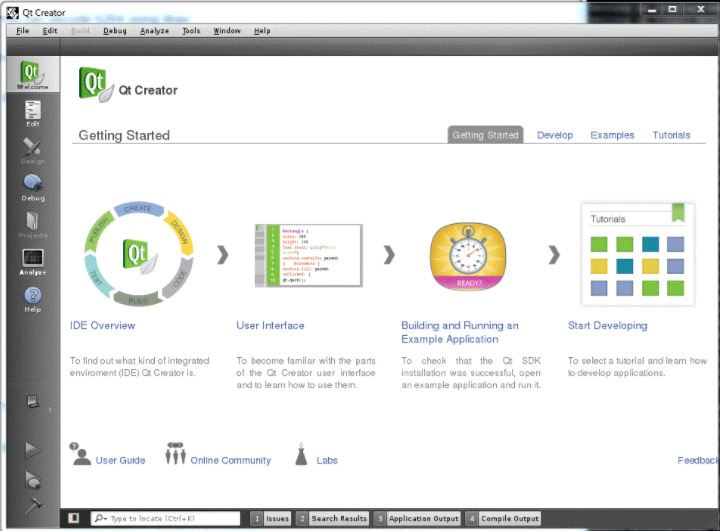 Qt Creator
File Edit Build Debug Analyze Tools Window Help
Qt
Welcome
Edit
Design
Debug
Projects
Analyze
Help
Qt Qt Creator
Getting Started
Getting Started Develop Examples Tutorials
CREATE
DESIGN
CODE
BUILD
TEST
PUBLISH
Qt
Rectangle {
READY?
Tutorials
IDE Overview
To find out what kind of integrated
enviroment (IDE) Qt Creator is.
User Interface
To become familar with the parts
of the Qt Creator user interface
and to learn how to use them.
Building and Running an
Example Application
To check that the Qt SDK
installation was successful, open
an example application and run it.
Start Developing
To select a tutorial and learn how
to develop applications.
User Guide Online Community Labs Feedback
Type to locate (Ctrl+K) 1 Issues 2 Search Results 3 Application Output 4 Compile Output